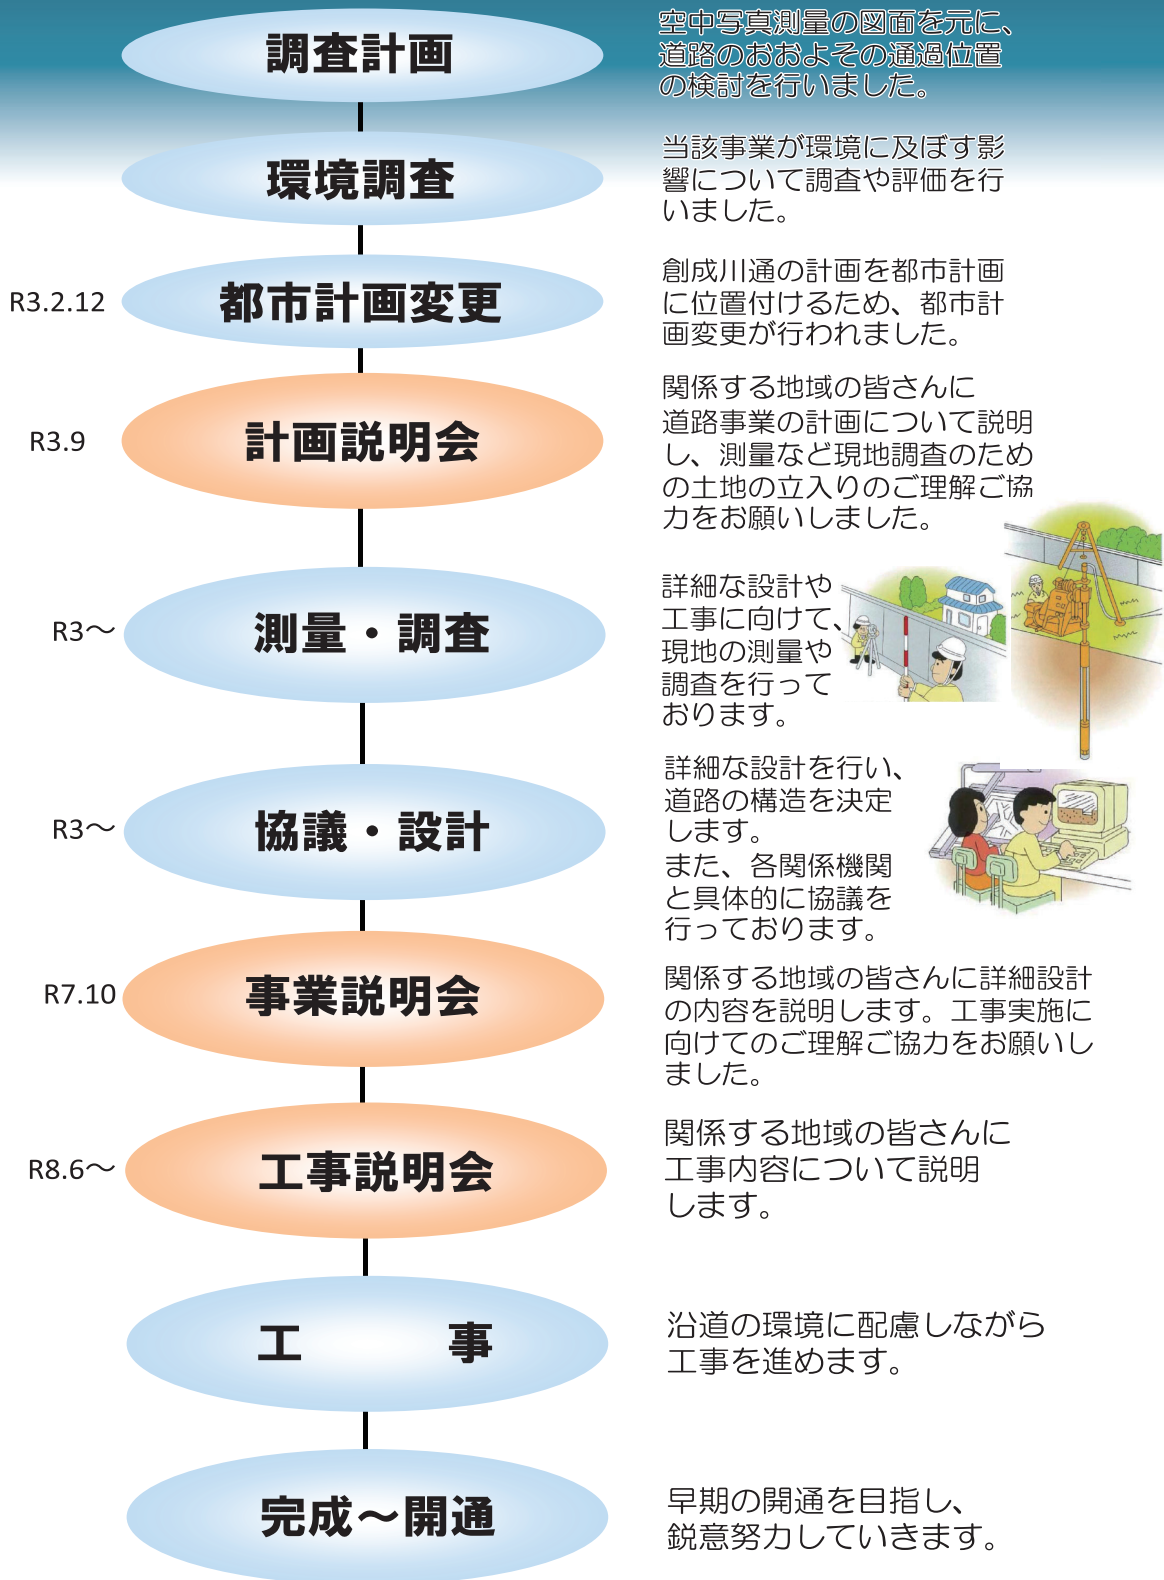 調査計画
空中写真測量の図面を元に、
道路のおおよその通過位置
の検討を行いました。
環境調査
当該事業が環境に及ぼす影
響について調査や評価を行
いました。
R3.2.12
都市計画変更
創成川通の計画を都市計画
に位置付けるため、都市計
画変更が行われました。
R3.9
計画説明会
関係する地域の皆さんに
道路事業の計画について説明
し、測量など現地調査のため
の土地の立入りのご理解ご協
力をお願いしました。
R3～
測量・調査
詳細な設計や
工事に向けて、
現地の測量や
調査を行って
おります。
R3～
協議・設計
詳細な設計を行い、
道路の構造を決定
します。
また、各関係機関
と具体的に協議を
行っております。
R7.10
事業説明会
関係する地域の皆さんに詳細設計
の内容を説明します。工事実施に
向けてのご理解ご協力をお願いし
ました。
R8.6～
工事説明会
関係する地域の皆さんに
工事内容について説明
します。
工　事
沿道の環境に配慮しながら
工事を進めます。
完成～開通
早期の開通を目指し、
鋭意努力していきます。